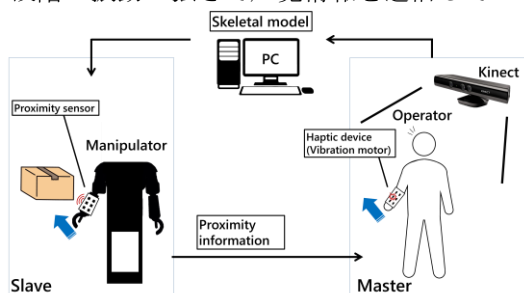 Skeletal model
PC
Kinect
Proximity sensor
Operator
Haptic device
(Vibration motor)
Manipulator
Proximity
information
Slave
Master